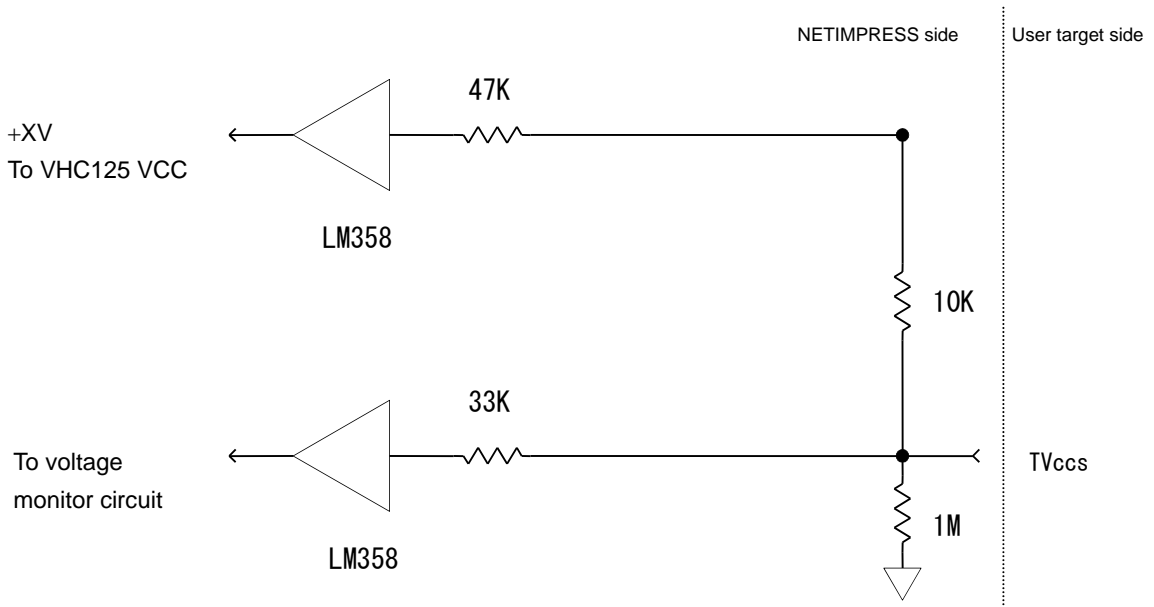 NETIMPRESS side
User target side
47K
+XV
To VHC125 VCC
LM358
10K
33K
To voltage
monitor circuit
TVccs
1M
LM358